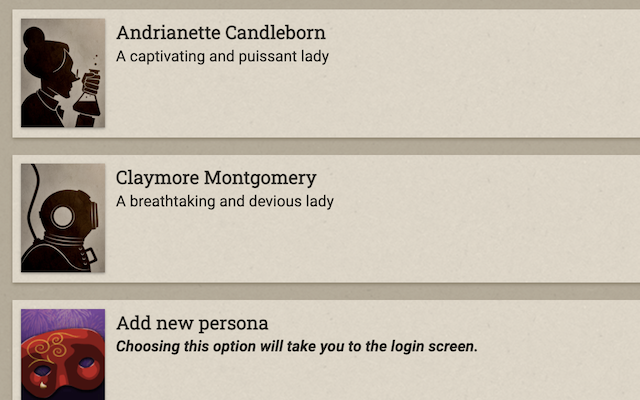 Andrianette Candleborn
A captivating and puissant lady
Claymore Montgomery
A breathtaking and devious lady
Add new persona
Choosing this option will take you to the login screen.